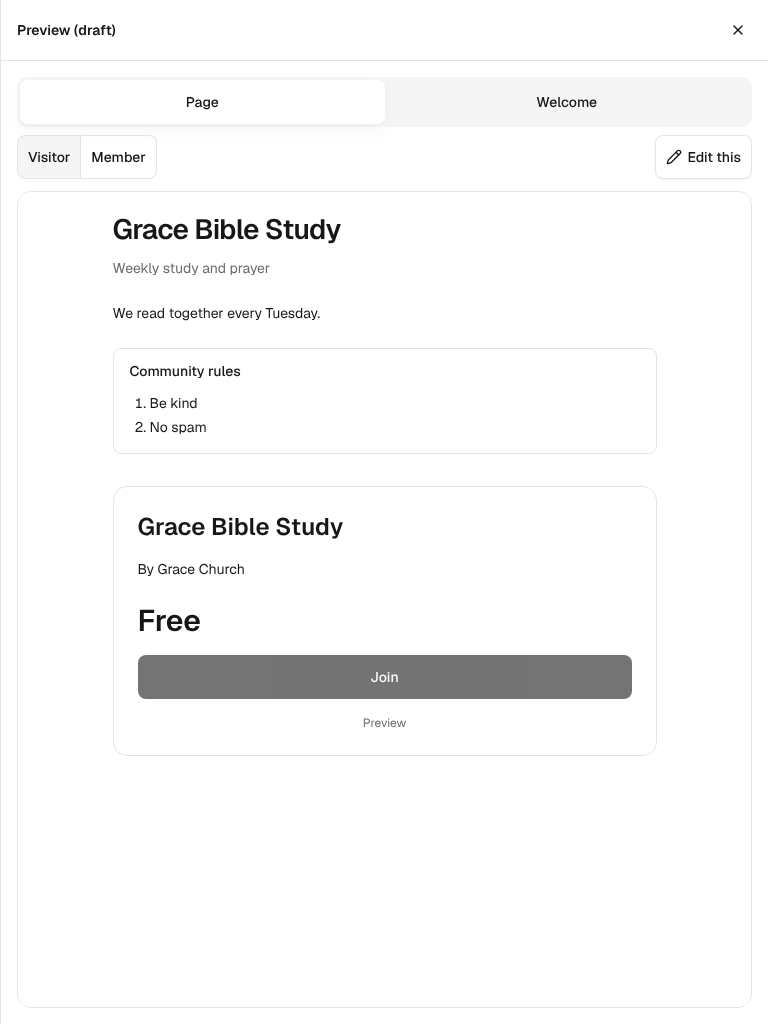 Preview (draft)
Page
Welcome
Visitor
Member
Edit this
Grace Bible Study
Weekly study and prayer
We read together every Tuesday.
Community rules
1. Be kind
2. No spam
Grace Bible Study
By Grace Church
Free
Join
Preview